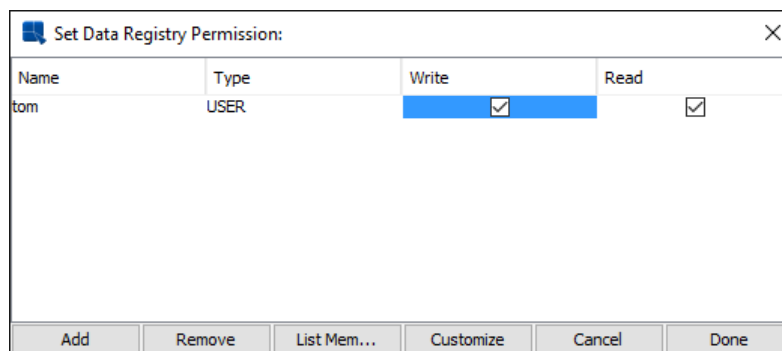 Set Data Registry Permission:
Name Type Write Read
tom USER
Add Remove List Mem... Customize Cancel Done